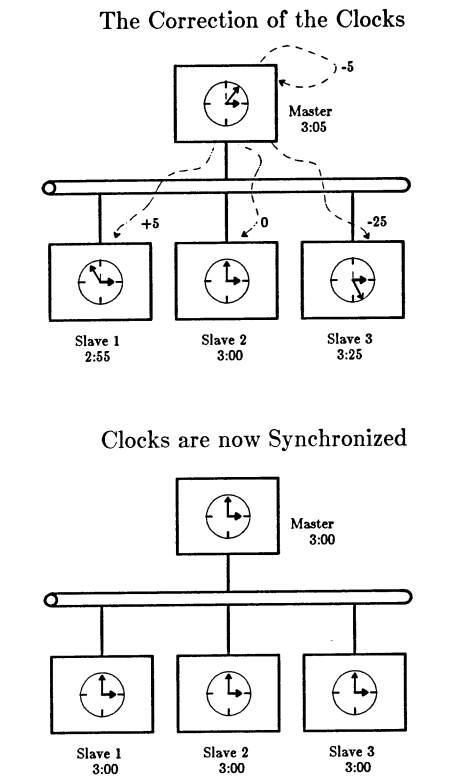 The Correction of the Clocks
-5
Master
3:05
+5
0
-25
Slave 1
2:55
Slave 2
3:00
Slave 3
3:25
Clocks are now Synchronized
Master
3:00
Slave 1
3:00
Slave 2
3:00
Slave 3
3:00